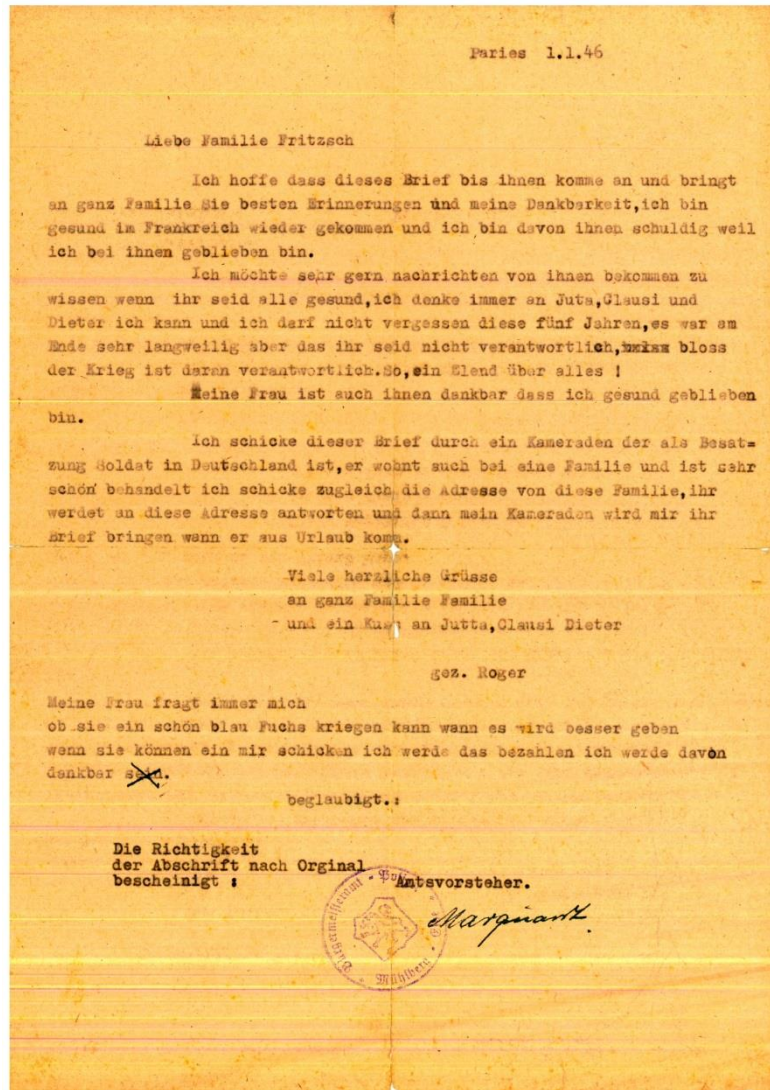 Paries 1.1.46
Liebe Familie Fritzsch
Ich hoffe dass dieses Brief bis ihnen komme an und bringt
an ganz Familie Sie besten Erinnerungen und meine Dankbarkeit,ich bin
gesund im Frankreich wieder gekommen und ich bin davon ihnen schuldig weil
ich bei ihnen geblieben bin.
Ich möchte sehr gern nachrichten von ihnen bekommen zu
wissen wenn ihr seid alle gesund,ich denke immer an Juta,Clausi und
Dieter ich kann und ich darf nicht vergessen diese fünf Jahren,es war am
Ende sehr langweilig aber das ihr seid nicht verantwortlich, bloss
der Krieg ist daran verantwortlich.So,ein Elend über alles !
Meine Frau ist auch ihnen dankbar dass ich gesund geblieben
bin.
Ich schicke dieser Brief durch ein Kameraden der als Besat=
zung Soldat in Deutschland ist,er wohnt such bei eine Familie und ist sehr
schön behandelt ich schicke zugleich die Adresse von diese Familie,ihr
werdet an diese Adresse antworten und dann mein Kameraden wird mir ihr
Brief bringen wann er aus Urlaub komm.
Viele herzliche Grüsse
an ganz Familie Familie
- und ein Kuss an Jutta,Clausi Dieter
gez. Roger
Meine Frau fragt immer mich
ob sie ein schön blau Fuchs kriegen kann wann es wird besser geben
wenn sie können ein mir schicken ich werde das bezahlen ich werde davon
dankbar sein.
beglaubigt.:
Die Richtigkeit
der Abschrift nach Orginal
bescheinigt : Amtsvorsteher.
Marquardt
Bürgermeisteramt
Mühlberg